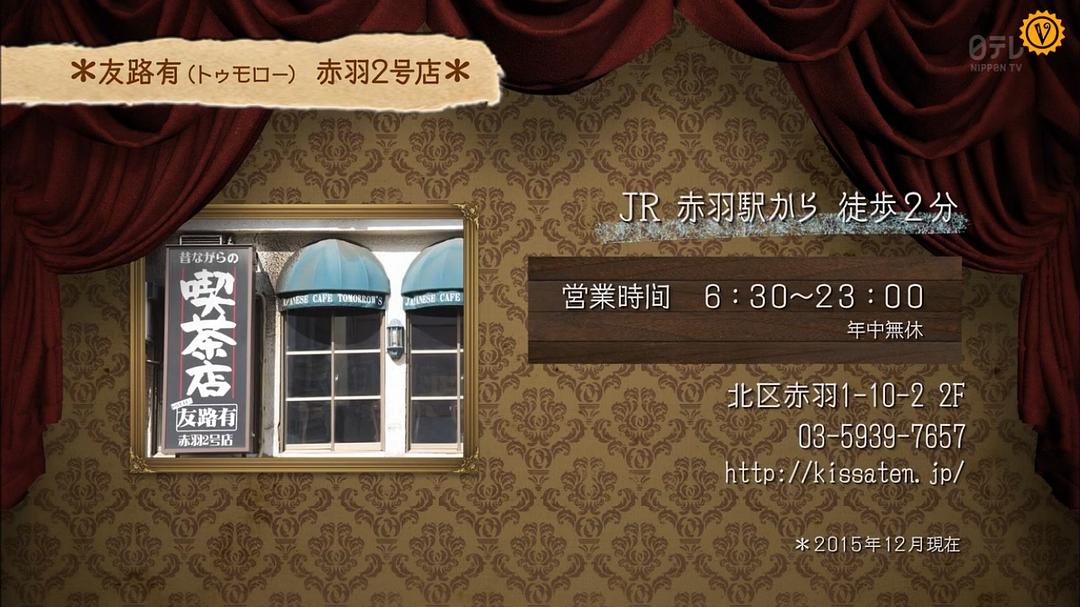 *友路有(トゥモロー) 赤羽2号店*
日テレ
NIPPON TV
V
JR 赤羽駅から 徒歩2分
営業時間 6:30〜23:00
年中無休
北区赤羽1-10-2 2F
03-5939-7657
http://kissaten.jp/
*2015年12月現在
昔ながらの
喫茶店
友路有
赤羽2号店
JAPANESE CAFE TOMORROW'S
JAPANESE CAFE